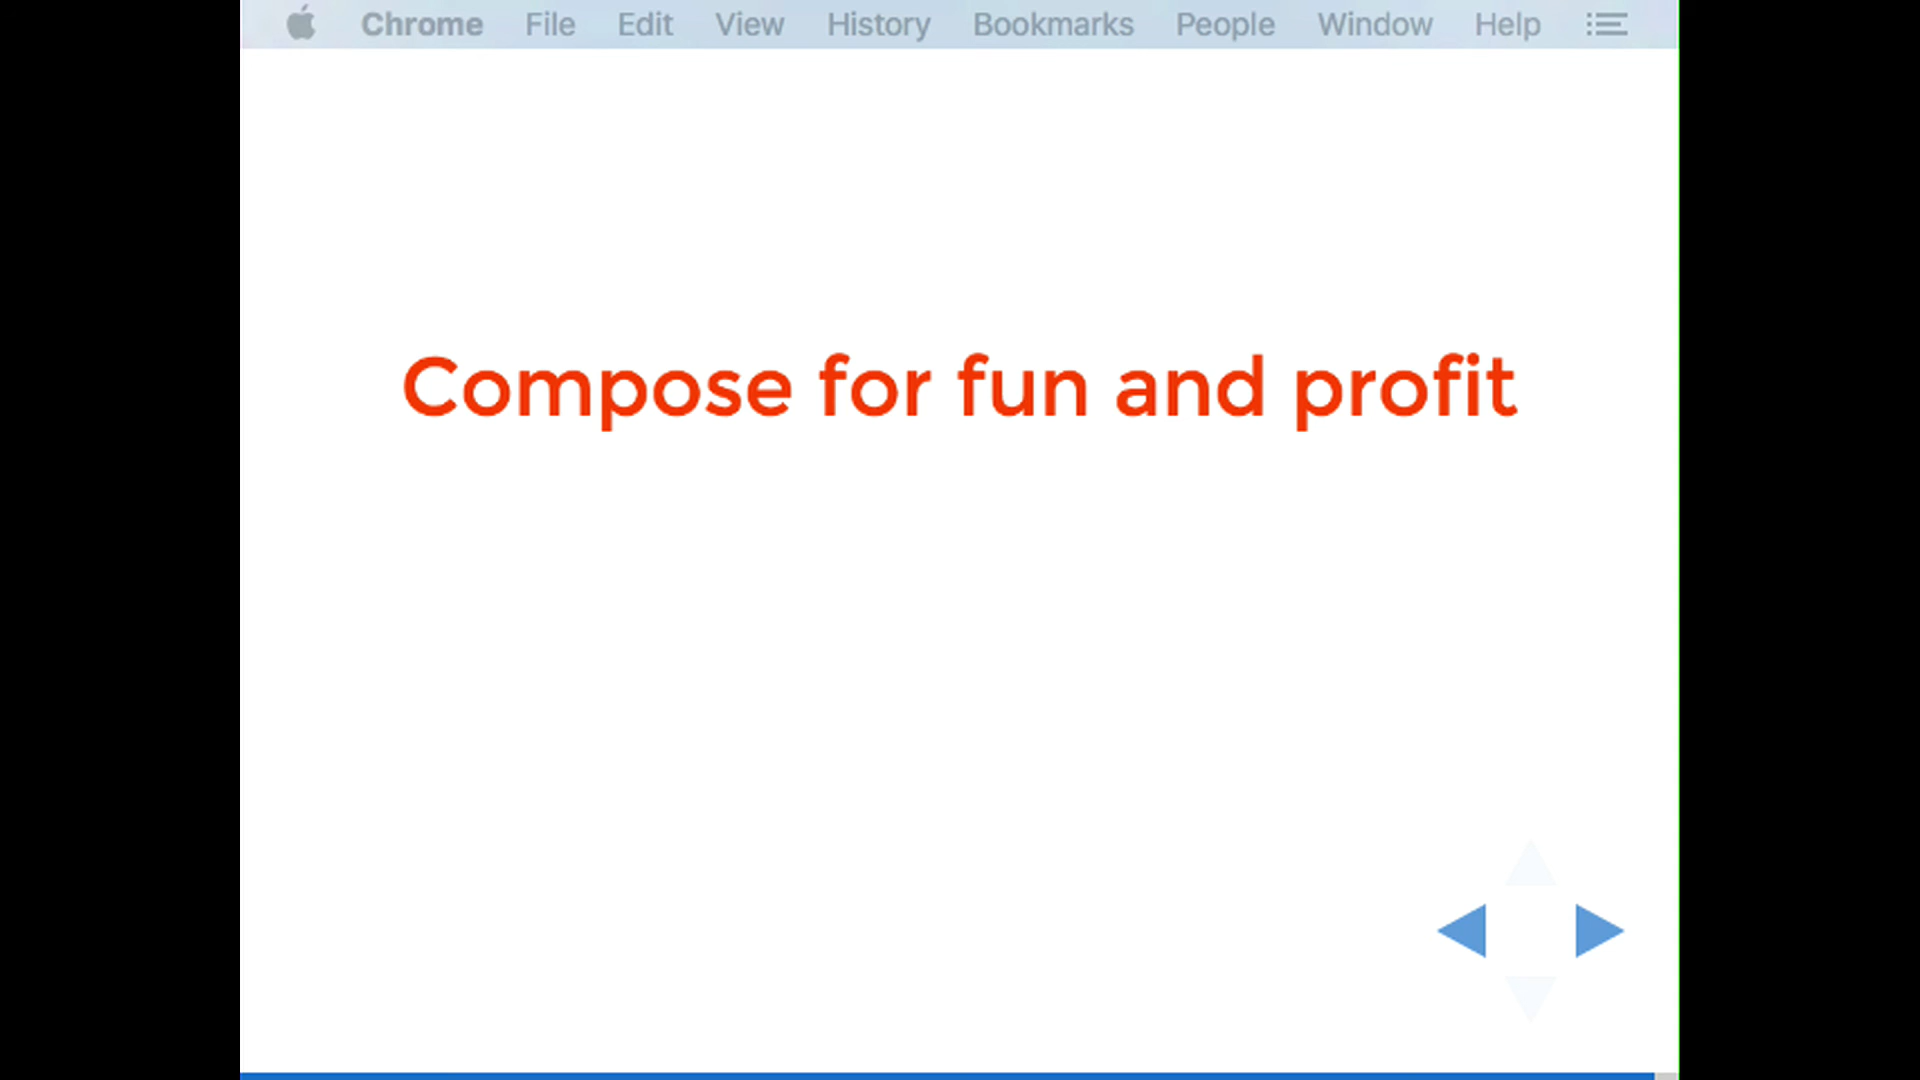 Chrome File Edit View History Bookmarks People Window Help
Compose for fun and profit